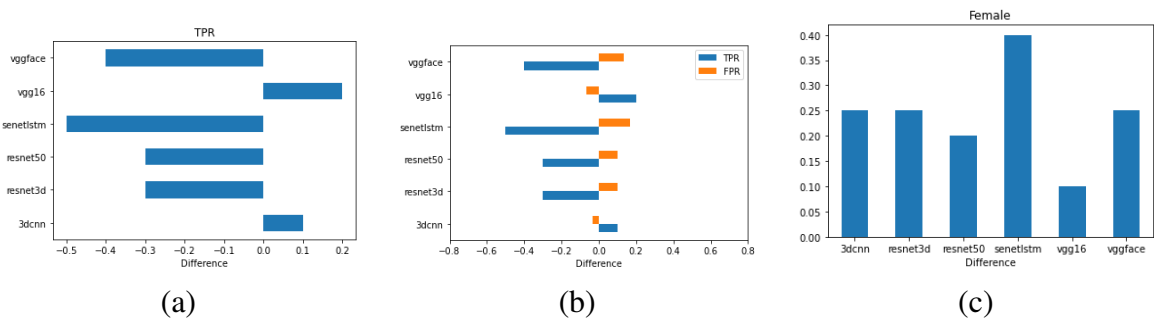 TPR
vggface
vgg16
senetlstm
resnet50
resnet3d
3dcnn
−0.5 −0.4 −0.3 −0.2 −0.1 0.0 0.1 0.2
Difference
(a)
TPR
FPR
vggface
vgg16
senetlstm
resnet50
resnet3d
3dcnn
−0.8 −0.6 −0.4 −0.2 0.0 0.2 0.4 0.6 0.8
Difference
(b)
Female
0.40
0.35
0.30
0.25
0.20
0.15
0.10
0.05
0.00
3dcnn resnet3d resnet50 senetlstm vgg16 vggface
Difference
(c)